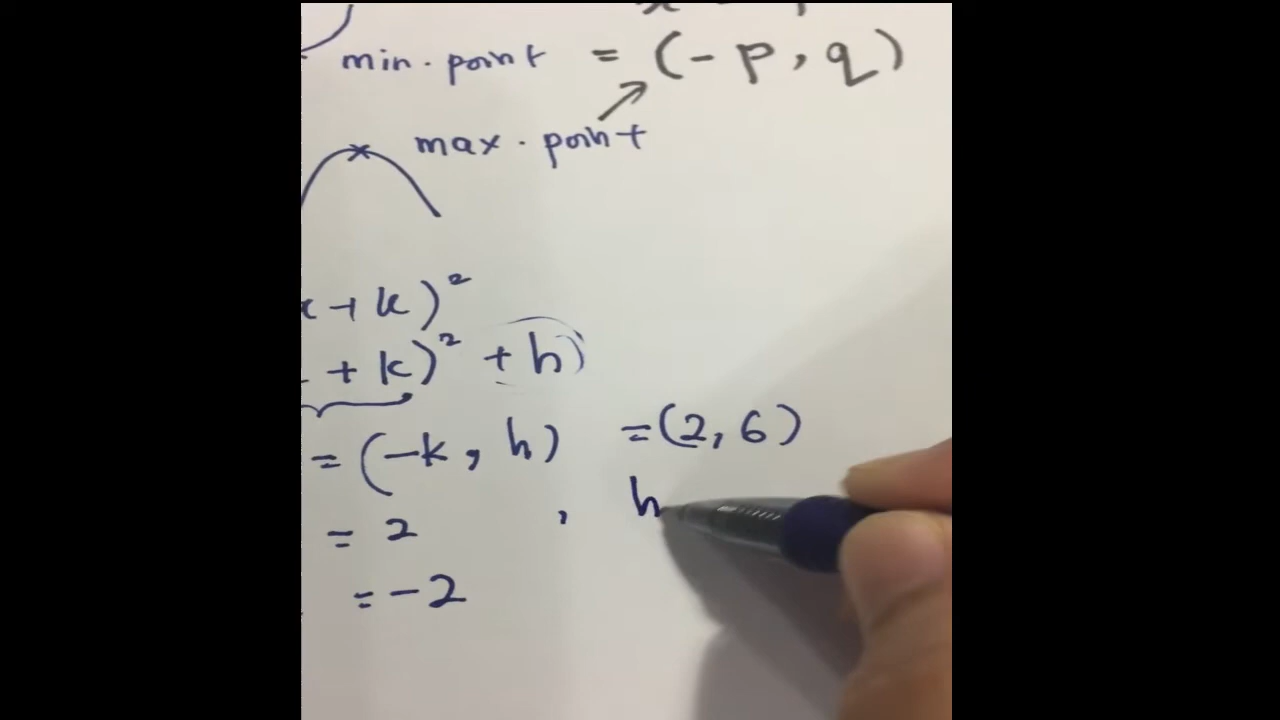 min. point = (-p, q)
max. point
x+k)²
+ k)² + h)
= (-k, h) = (2, 6)
= 2 , h
= -2